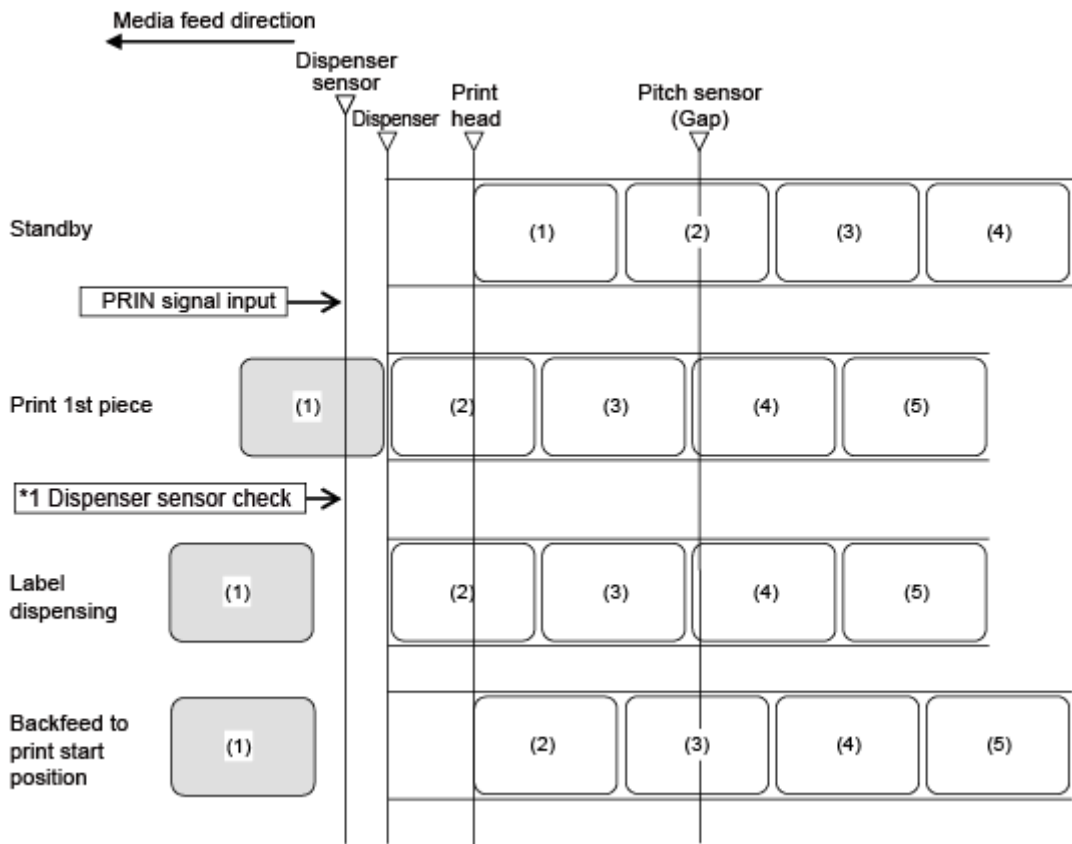 Media feed direction
Dispenser
sensor
Dispenser
Print
head
Pitch sensor
(Gap)
Standby
(1)
(2)
(3)
(4)
PRIN signal input
Print 1st piece
(1)
(2)
(3)
(4)
(5)
*1 Dispenser sensor check
Label
dispensing
(1)
(2)
(3)
(4)
(5)
Backfeed to
print start
position
(1)
(2)
(3)
(4)
(5)